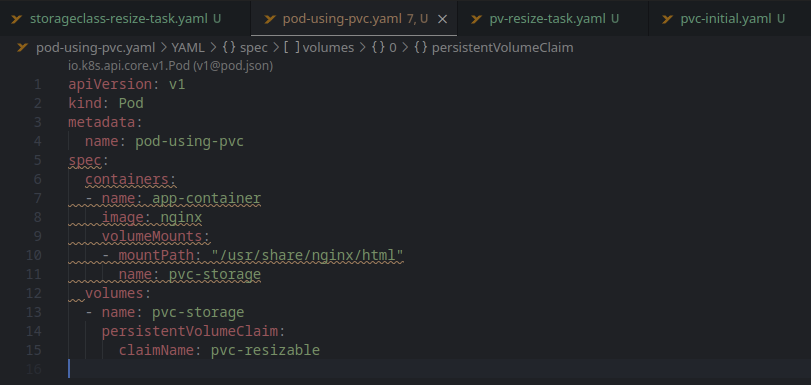 storageclass-resize-task.yaml U pod-using-pvc.yaml 7, U pv-resize-task.yaml U pvc-initial.yaml U
pod-using-pvc.yaml > YAML > {} spec > [ ] volumes > {} 0 > {} persistentVolumeClaim
io.k8s.api.core.v1.Pod (v1@pod.json)
1 apiVersion: v1
2 kind: Pod
3 metadata:
4   name: pod-using-pvc
5 spec:
6   containers:
7   - name: app-container
8     image: nginx
9     volumeMounts:
10     - mountPath: "/usr/share/nginx/html"
11       name: pvc-storage
12   volumes:
13   - name: pvc-storage
14     persistentVolumeClaim:
15       claimName: pvc-resizable
16